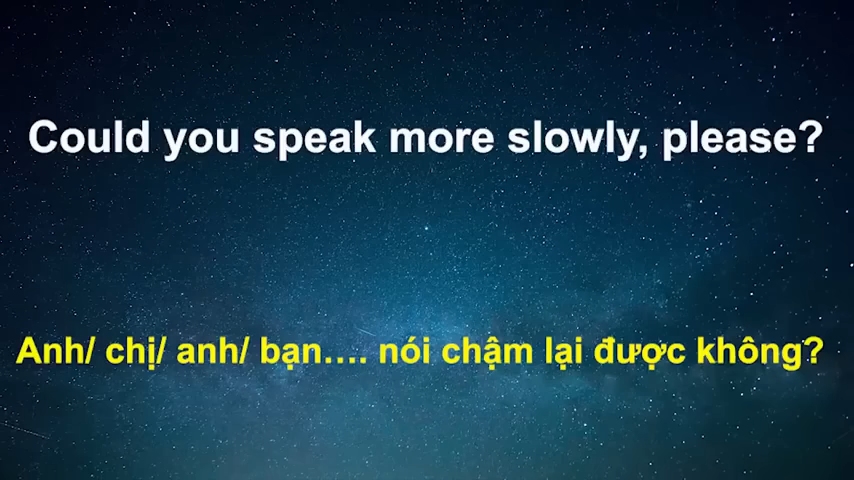 Could you speak more slowly, please?
Anh/ chị/ anh/ bạn.... nói chậm lại được không?